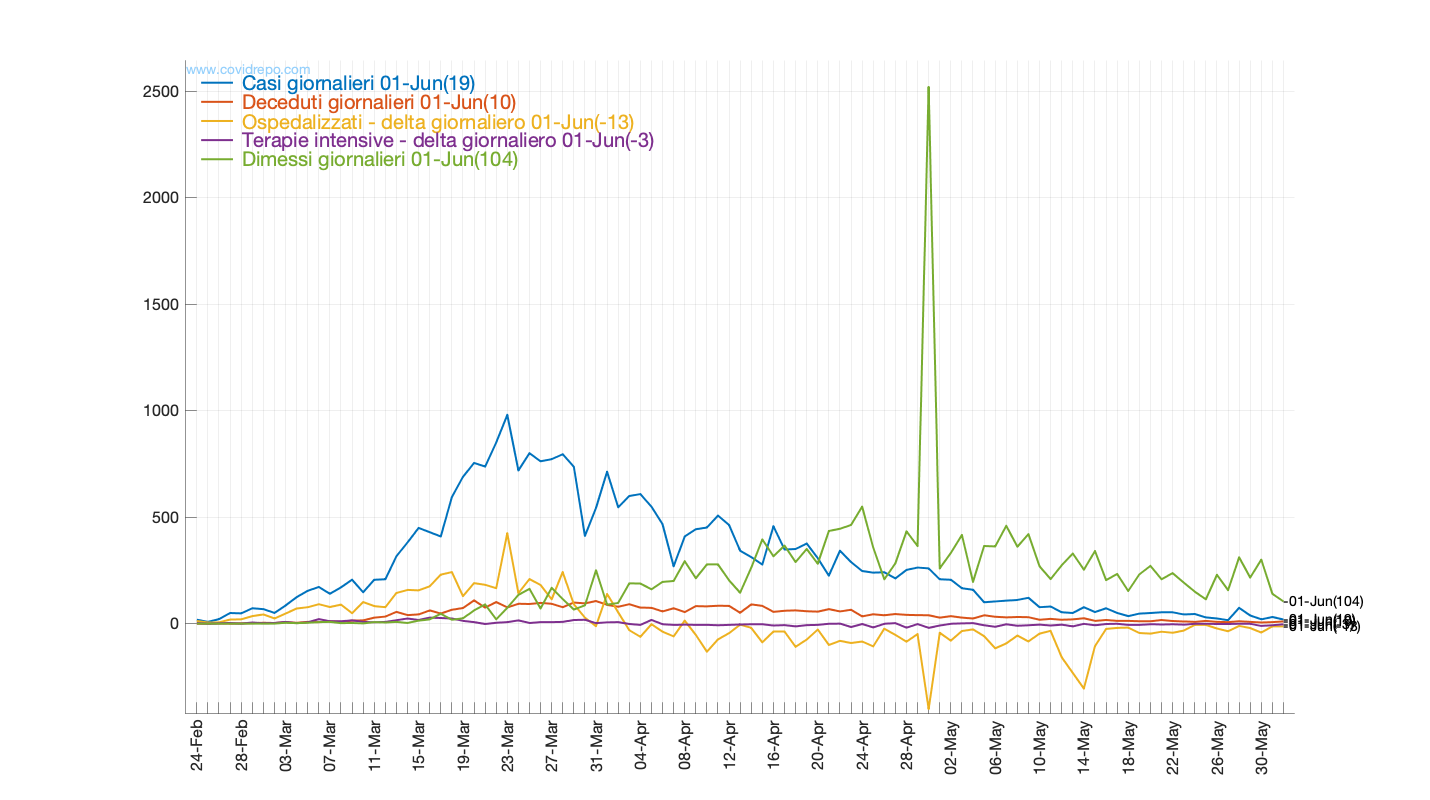 www.covidrepo.com
Casi giornalieri 01-Jun(19)
Deceduti giornalieri 01-Jun(10)
Ospedalizzati - delta giornaliero 01-Jun(-13)
Terapie intensive - delta giornaliero 01-Jun(-3)
Dimessi giornalieri 01-Jun(104)
2500
2000
1500
1000
500
0
01-Jun(104)
24-Feb
28-Feb
03-Mar
07-Mar
11-Mar
15-Mar
19-Mar
23-Mar
27-Mar
31-Mar
04-Apr
08-Apr
12-Apr
16-Apr
20-Apr
24-Apr
28-Apr
02-May
06-May
10-May
14-May
18-May
22-May
26-May
30-May